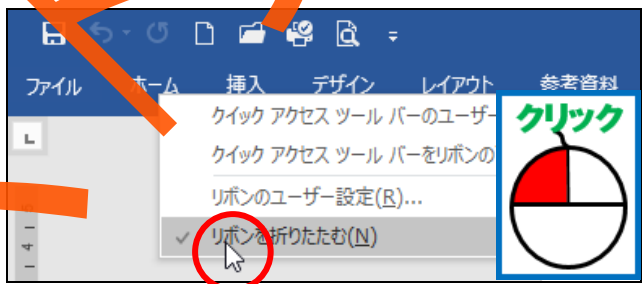 ファイル ホーム 挿入 デザイン レイアウト 参考資料
クイック アクセス ツール バーのユーザー
クイック アクセス ツール バーをリボンの
リボンのユーザー設定(R)...
リボンを折りたたむ(N)
クリック